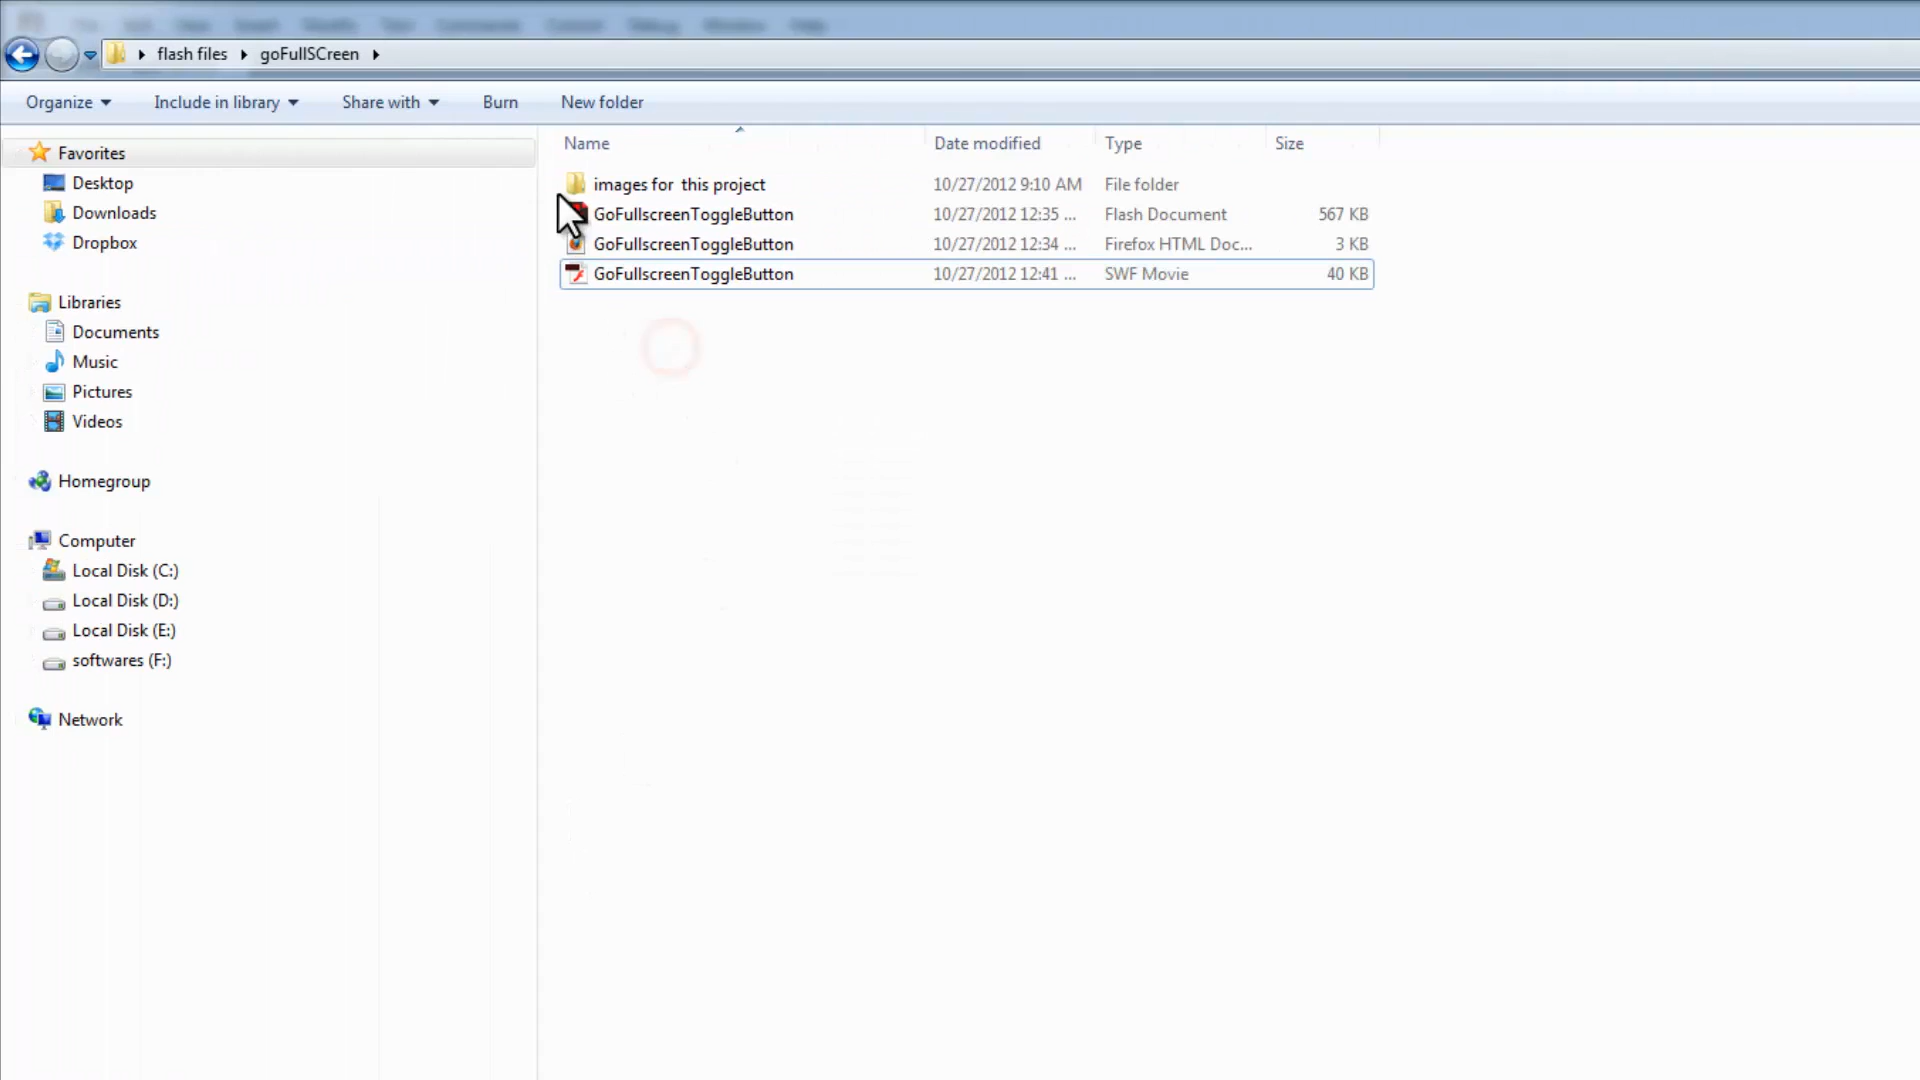 flash files goFullSCreen
Organize Include in library Share with Burn New folder
Name Date modified Type Size
images for this project 10/27/2012 9:10 AM File folder
GoFullscreenToggleButton 10/27/2012 12:35 ... Flash Document 567 KB
GoFullscreenToggleButton 10/27/2012 12:34 ... Firefox HTML Doc... 3 KB
GoFullscreenToggleButton 10/27/2012 12:41 ... SWF Movie 40 KB
Favorites
Desktop
Downloads
Dropbox
Libraries
Documents
Music
Pictures
Videos
Homegroup
Computer
Local Disk (C:)
Local Disk (D:)
Local Disk (E:)
softwares (F:)
Network